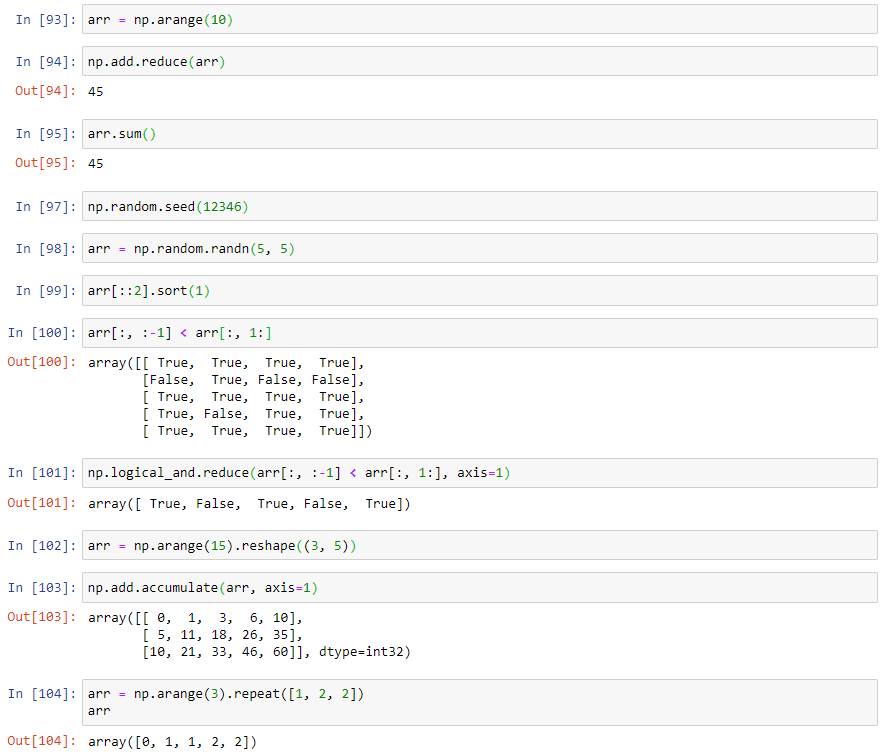 In [93]: arr = np.arange(10)
In [94]: np.add.reduce(arr)
Out[94]: 45
In [95]: arr.sum()
Out[95]: 45
In [97]: np.random.seed(12346)
In [98]: arr = np.random.randn(5, 5)
In [99]: arr[::2].sort(1)
In [100]: arr[:, :-1] < arr[:, 1:]
Out[100]: array([[ True,  True,  True,  True],
       [False,  True, False, False],
       [ True,  True,  True,  True],
       [ True, False,  True,  True],
       [ True,  True,  True,  True]])
In [101]: np.logical_and.reduce(arr[:, :-1] < arr[:, 1:], axis=1)
Out[101]: array([ True, False,  True, False,  True])
In [102]: arr = np.arange(15).reshape((3, 5))
In [103]: np.add.accumulate(arr, axis=1)
Out[103]: array([[ 0,  1,  3,  6, 10],
       [ 5, 11, 18, 26, 35],
       [10, 21, 33, 46, 60]], dtype=int32)
In [104]: arr = np.arange(3).repeat([1, 2, 2])
arr
Out[104]: array([0, 1, 1, 2, 2])